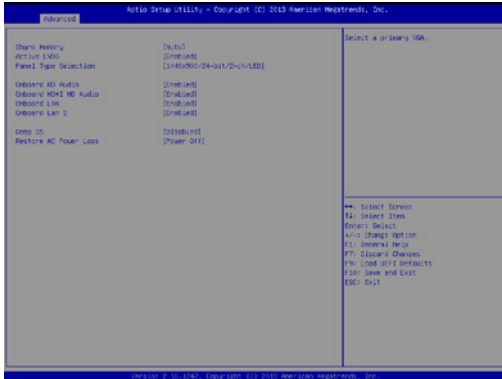 Aptio Setup Utility - Copyright (C) 2013 American Megatrends, Inc.
Advanced
Share Memory [Auto]
Active LVDS [Enabled]
Panel Type Selection [1440x900/24-bit/2-ch/LED]
Onboard HD Audio [Enabled]
Onboard HDMI HD Audio [Enabled]
Onboard LAN [Enabled]
Onboard Lan 2 [Enabled]
Deep S5 [Disabled]
Restore AC Power Loss [Power Off]
Select a primary VGA.
↔: Select Screen
↑↓: Select Item
Enter: Select
+/-: Change Option
F1: General Help
F7: Discard Changes
F9: Load UEFI Defaults
F10: Save and Exit
ESC: Exit
Version 2.16.1242. Copyright (C) 2013 American Megatrends, Inc.